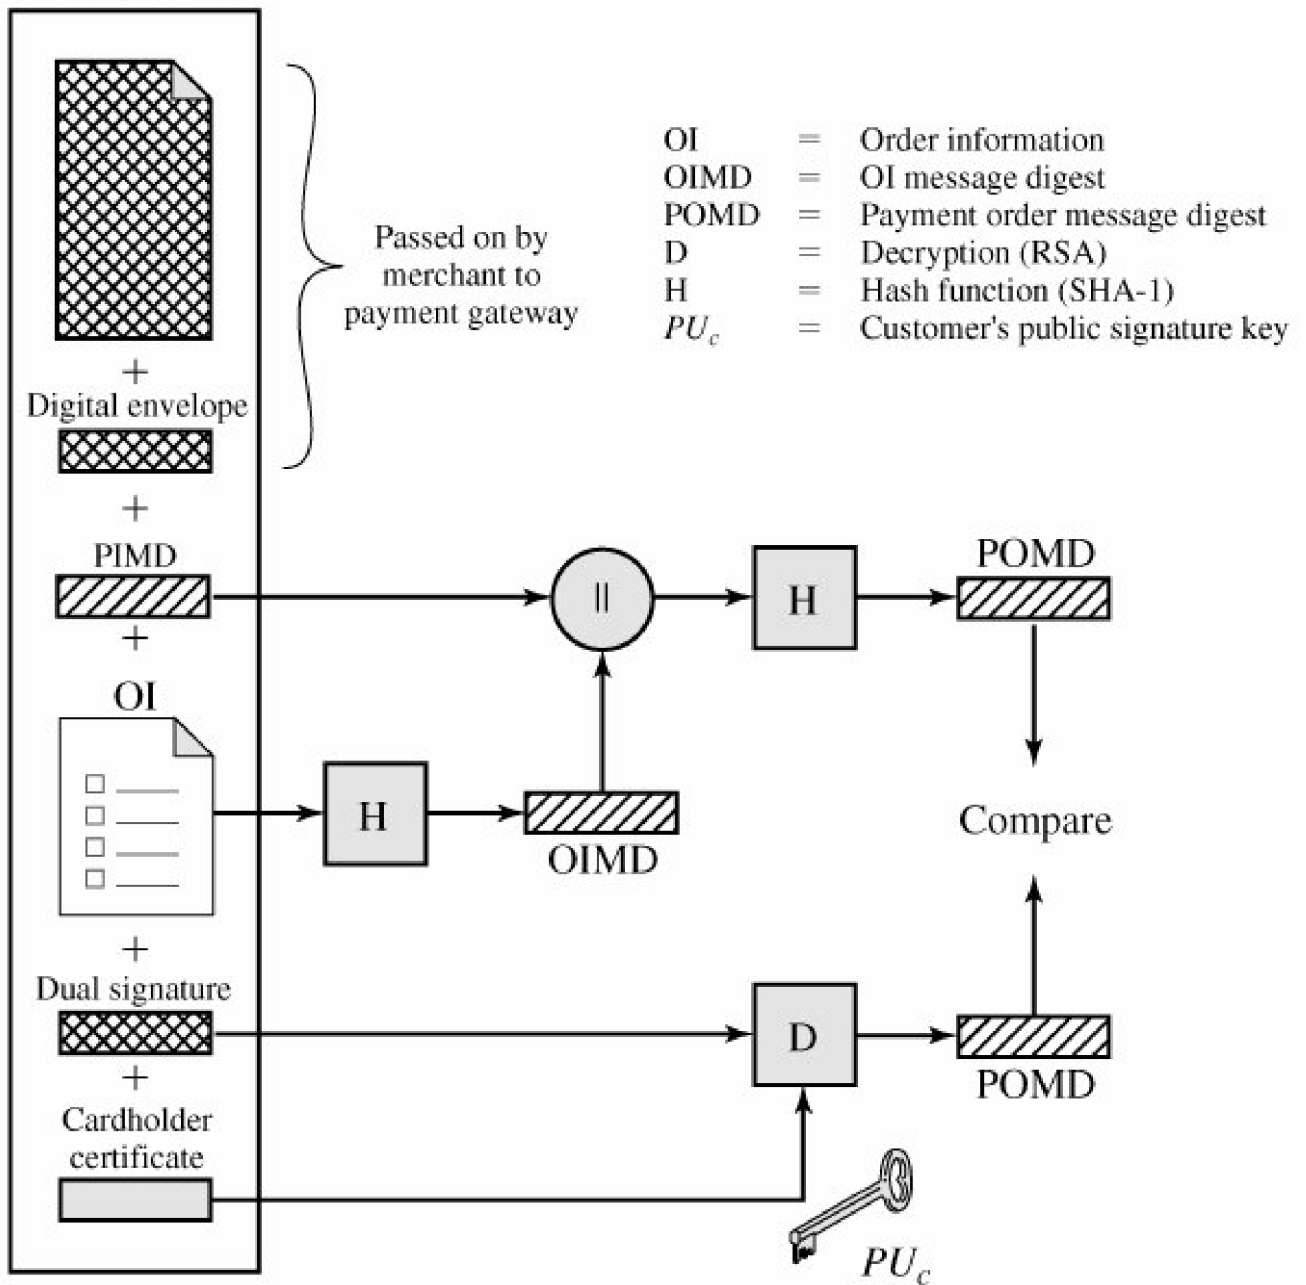 OI = Order information
OIMD = OI message digest
POMD = Payment order message digest
D = Decryption (RSA)
H = Hash function (SHA-1)
PUc = Customer's public signature key
Passed on by
merchant to
payment gateway
+
Digital envelope
+
PIMD
||
H
POMD
+
OI
H
OIMD
Compare
+
Dual signature
D
POMD
+
Cardholder
certificate
PUc